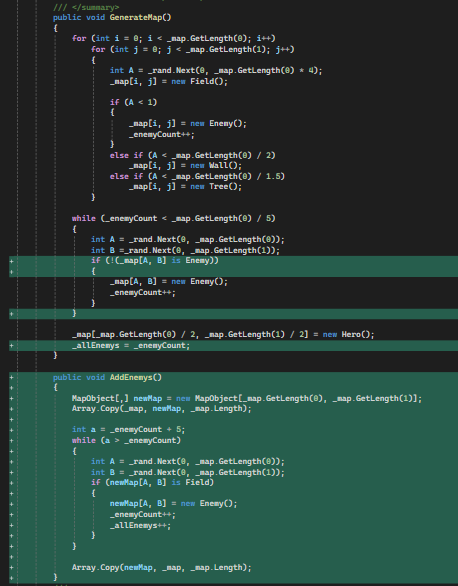 /// </summary>
public void GenerateMap()
{
for (int i = 0; i < _map.GetLength(0); i++)
for (int j = 0; j < _map.GetLength(1); j++)
{
int A = _rand.Next(0, _map.GetLength(0) * 4);
_map[i, j] = new Field();
if (A < 1)
{
_map[i, j] = new Enemy();
_enemyCount++;
}
else if (A < _map.GetLength(0) / 2)
_map[i, j] = new Wall();
else if (A < _map.GetLength(0) / 1.5)
_map[i, j] = new Tree();
}
while (_enemyCount < _map.GetLength(0) / 5)
{
int A = _rand.Next(0, _map.GetLength(0));
int B = _rand.Next(0, _map.GetLength(1));
+ if (!(_map[A, B] is Enemy))
+ {
_map[A, B] = new Enemy();
_enemyCount++;
}
+ }
_map[_map.GetLength(0) / 2, _map.GetLength(1) / 2] = new Hero();
+ _allEnemys = _enemyCount;
}
+ public void AddEnemys()
+ {
+ MapObject[,] newMap = new MapObject[_map.GetLength(0), _map.GetLength(1)];
+ Array.Copy(_map, newMap, _map.Length);
+
+ int a = _enemyCount + 5;
+ while (a > _enemyCount)
+ {
+ int A = _rand.Next(0, _map.GetLength(0));
+ int B = _rand.Next(0, _map.GetLength(1));
+ if (newMap[A, B] is Field)
+ {
+ newMap[A, B] = new Enemy();
+ _enemyCount++;
+ _allEnemys++;
+ }
+ }
+
+ Array.Copy(newMap, _map, _map.Length);
+ }